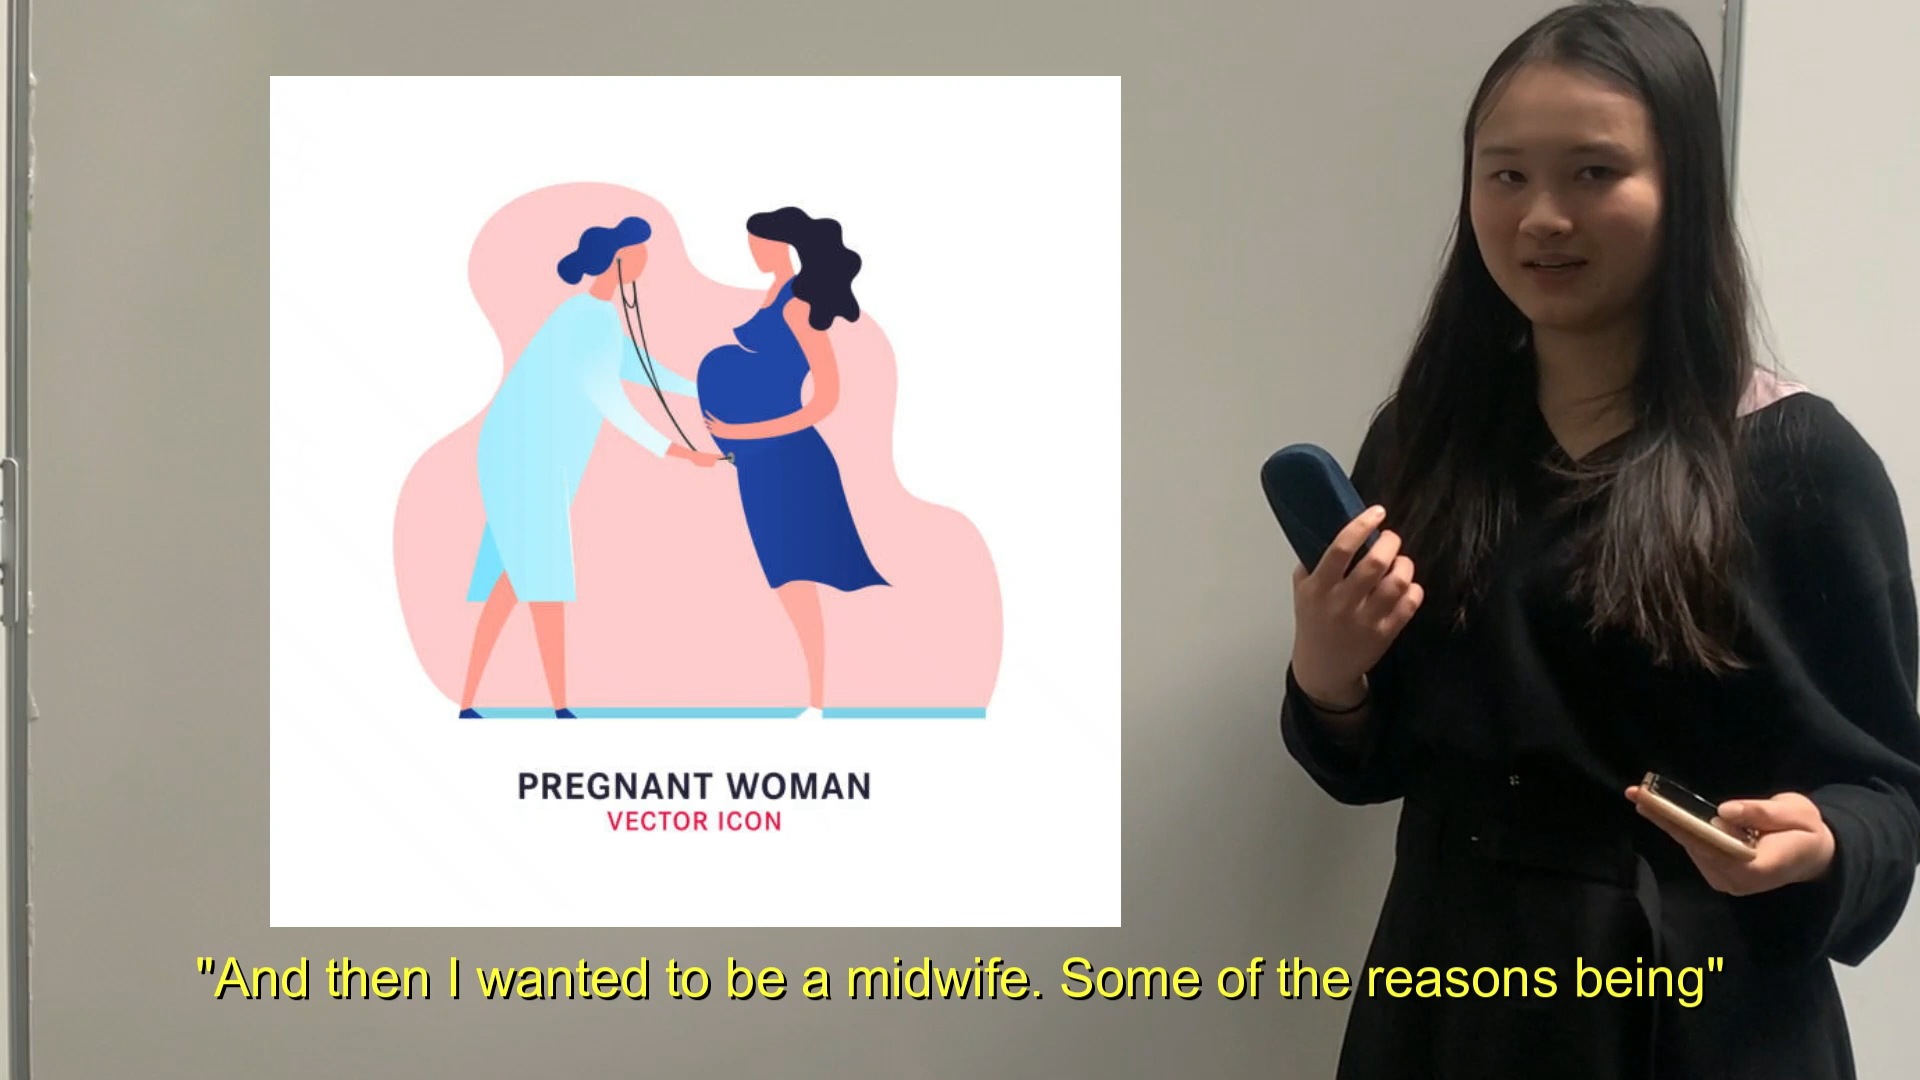 PREGNANT WOMAN
VECTOR ICON
"And then I wanted to be a midwife. Some of the reasons being"